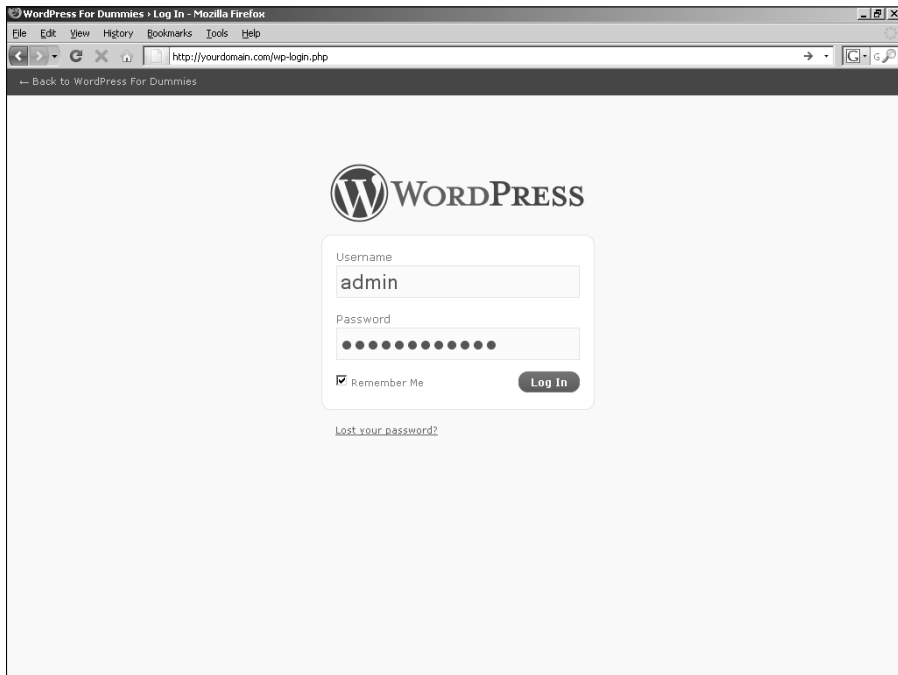 WordPress For Dummies › Log In - Mozilla Firefox
File Edit View History Bookmarks Tools Help
http://yourdomain.com/wp-login.php
← Back to WordPress For Dummies
WORDPRESS
Username
admin
Password
●●●●●●●●●●●●
Remember Me Log In
Lost your password?